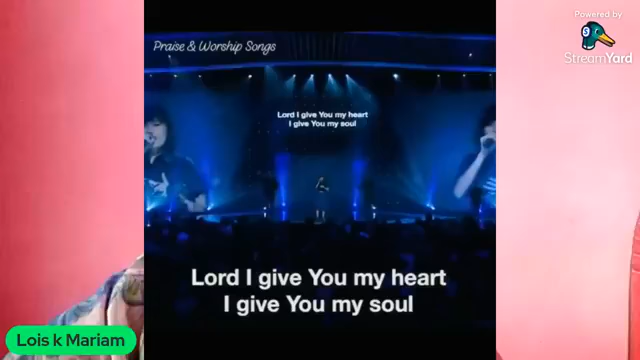 Praise & Worship Songs
Powered by
StreamYard
Lord I give You my heart
I give You my soul
Lord I give You my heart
I give You my soul
Lois k Mariam